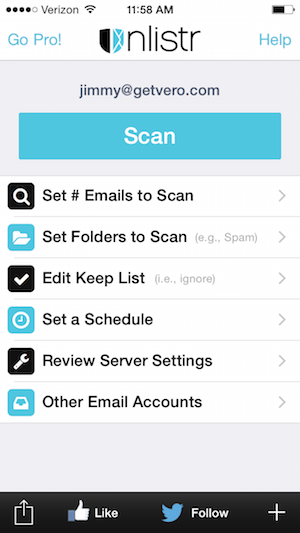 Verizon 11:58 AM
Go Pro! unlistr Help
jimmy@getvero.com
Scan
Set # Emails to Scan
Set Folders to Scan (e.g., Spam)
Edit Keep List (i.e., ignore)
Set a Schedule
Review Server Settings
Other Email Accounts
Like Follow